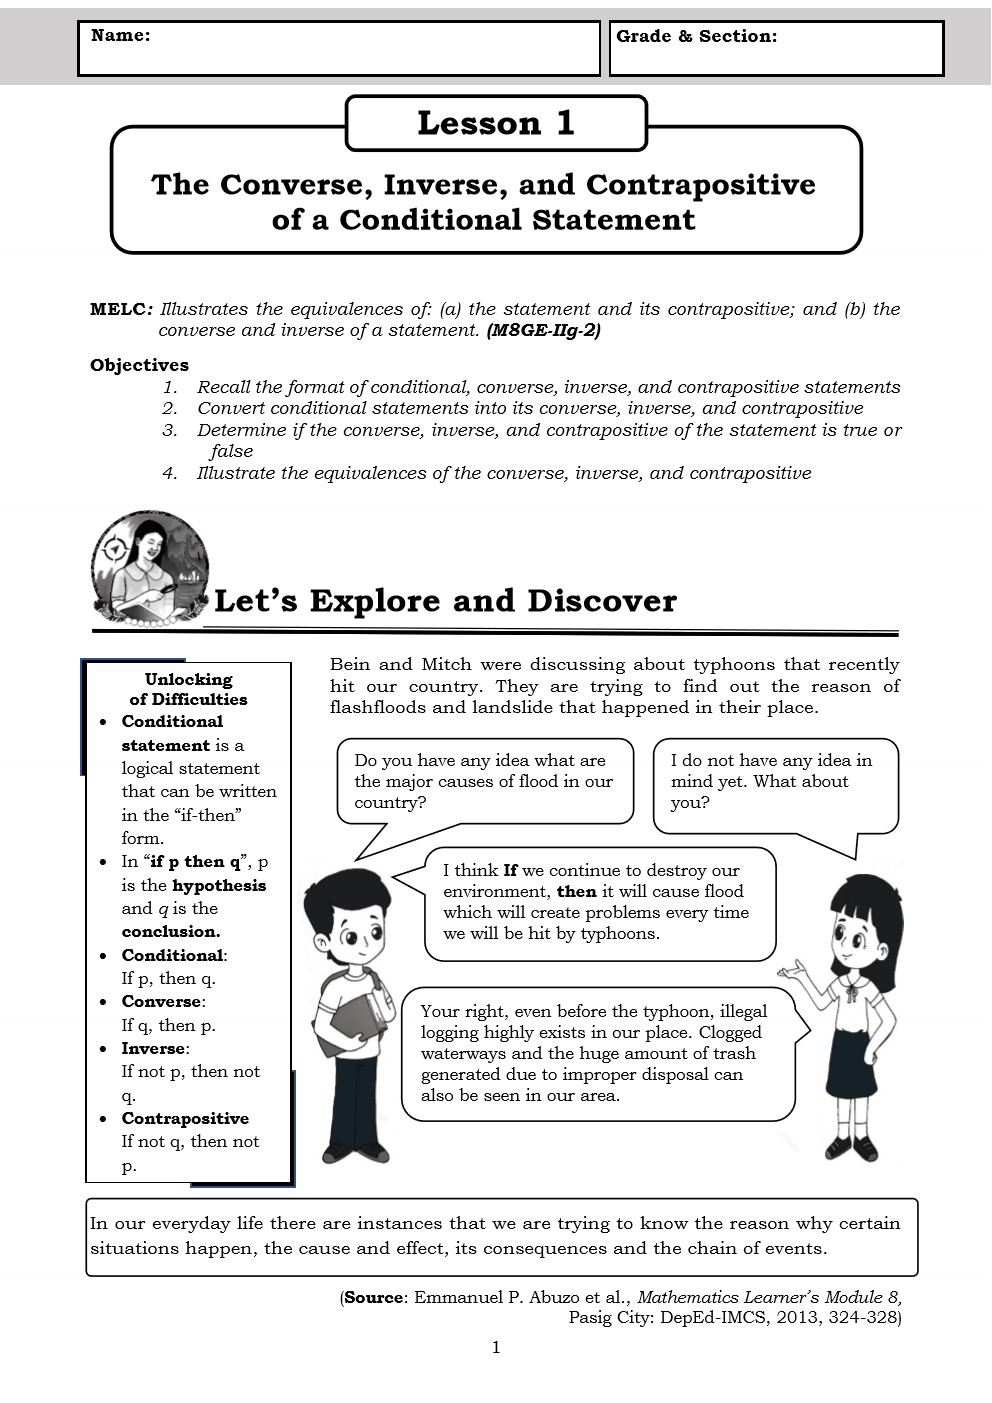 Name:
Grade & Section:
Lesson 1
The Converse, Inverse, and Contrapositive
of a Conditional Statement
MELC: Illustrates the equivalences of: (a) the statement and its contrapositive; and (b) the
converse and inverse of a statement. (M8GE-IIg-2)
Objectives
1. Recall the format of conditional, converse, inverse, and contrapositive statements
2. Convert conditional statements into its converse, inverse, and contrapositive
3. Determine if the converse, inverse, and contrapositive of the statement is true or
false
4. Illustrate the equivalences of the converse, inverse, and contrapositive
Let's Explore and Discover
Unlocking
of Difficulties
• Conditional
statement is a
logical statement
that can be written
in the “if-then”
form.
• In “if p then q”, p
is the hypothesis
and q is the
conclusion.
• Conditional:
If p, then q.
• Converse:
If q, then p.
• Inverse:
If not p, then not
q.
• Contrapositive
If not q, then not
p.
Bein and Mitch were discussing about typhoons that recently
hit our country. They are trying to find out the reason of
flashfloods and landslide that happened in their place.
Do you have any idea what are
the major causes of flood in our
country?
I do not have any idea in
mind yet. What about
you?
I think If we continue to destroy our
environment, then it will cause flood
which will create problems every time
we will be hit by typhoons.
Your right, even before the typhoon, illegal
logging highly exists in our place. Clogged
waterways and the huge amount of trash
generated due to improper disposal can
also be seen in our area.
In our everyday life there are instances that we are trying to know the reason why certain
situations happen, the cause and effect, its consequences and the chain of events.
(Source: Emmanuel P. Abuzo et al., Mathematics Learner's Module 8,
Pasig City: DepEd-IMCS, 2013, 324-328)
1